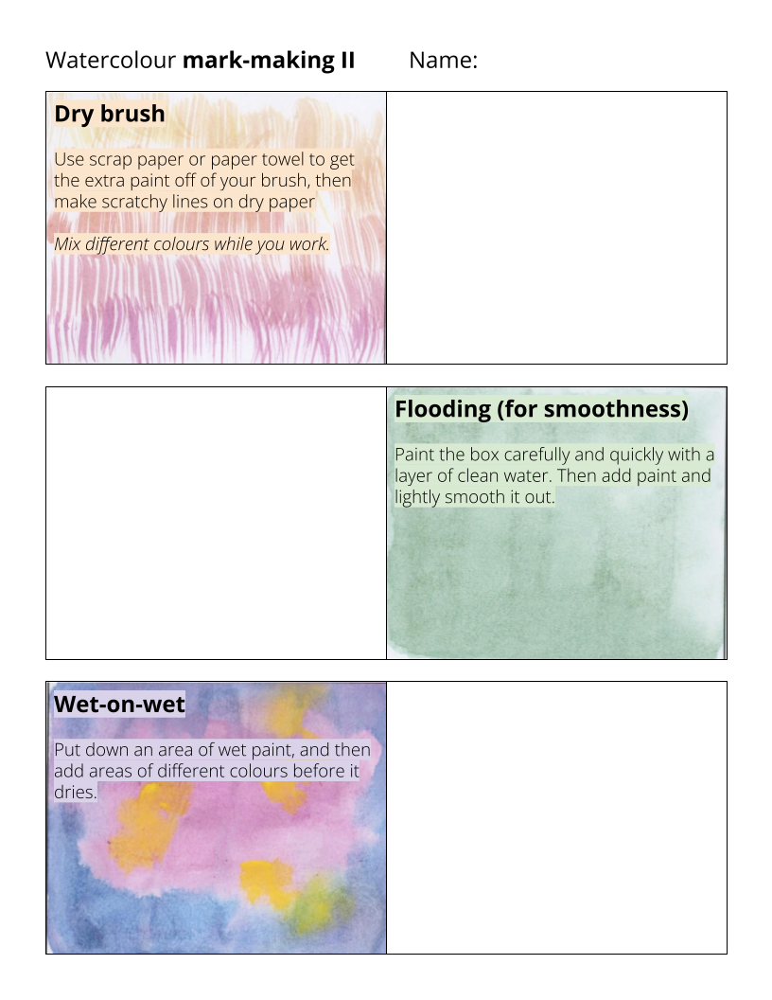 Watercolour mark-making II Name:
Dry brush
Use scrap paper or paper towel to get
the extra paint off of your brush, then
make scratchy lines on dry paper
Mix different colours while you work.
Flooding (for smoothness)
Paint the box carefully and quickly with a
layer of clean water. Then add paint and
lightly smooth it out.
Wet-on-wet
Put down an area of wet paint, and then
add areas of different colours before it
dries.